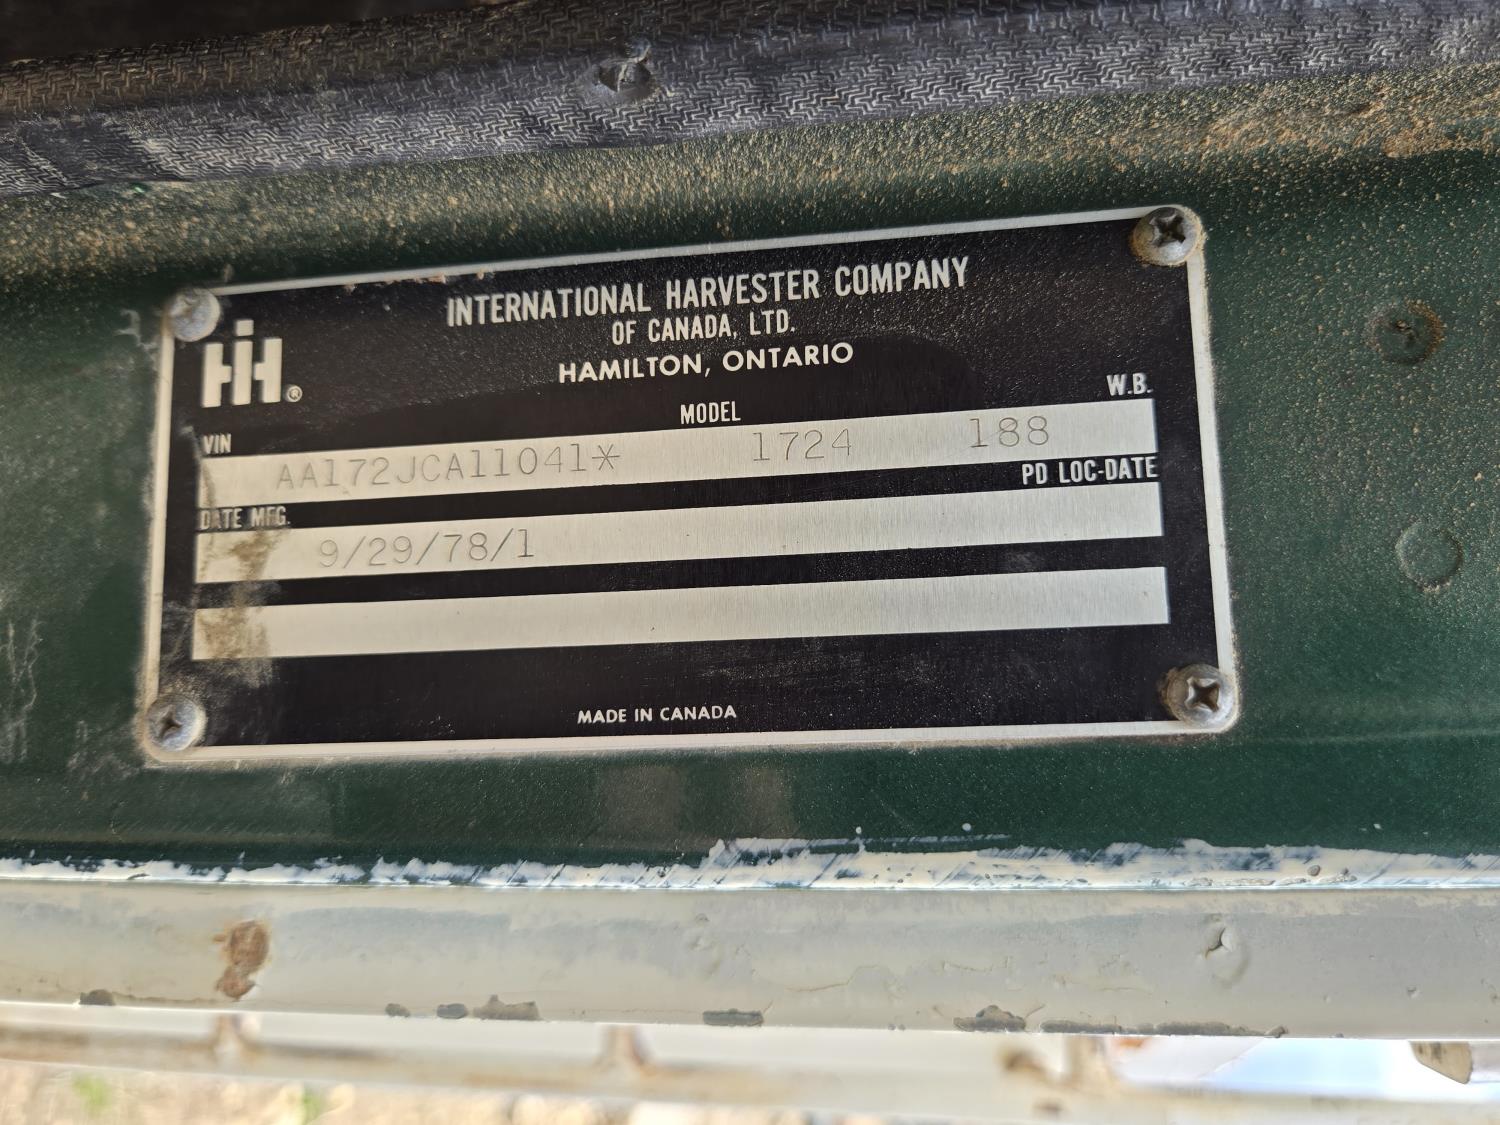 INTERNATIONAL HARVESTER COMPANY
OF CANADA, LTD.
HAMILTON, ONTARIO
IH®
VIN MODEL W.B.
AA172JCA11041* 1724 188
DATE MFG. PD LOC-DATE
9/29/78/1
MADE IN CANADA